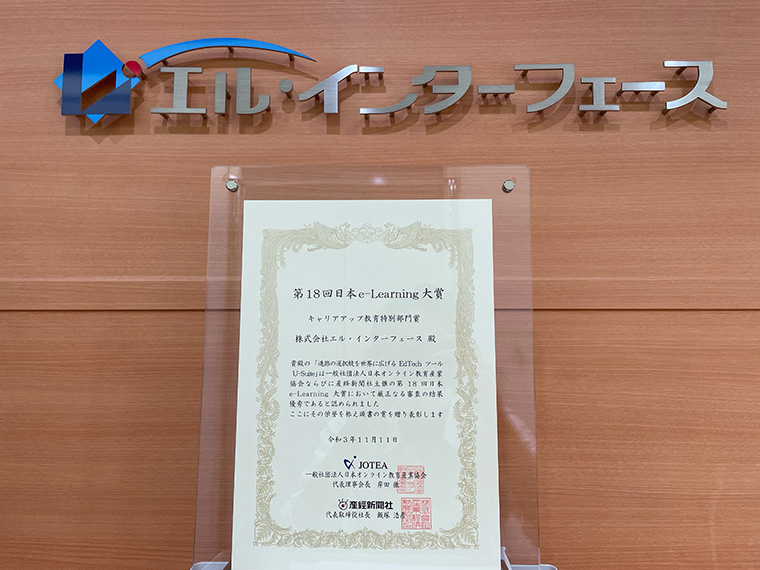 エル・インターフェース
第18回日本e-Learning大賞
キャリアアップ教育特別部門賞
株式会社エル・インターフェース 殿
貴殿の「進路の選択肢を世界に広げる EdTech ツール
U-Suite」は一般社団法人日本オンライン教育産業
協会ならびに産経新聞社主催の第 18 回日本
e-Learning 大賞において厳正なる審査の結果
優秀であると認められました
ここにその栄誉を称え頭書の賞を贈り表彰します
令和3年11月11日
JOTEA
一般社団法人日本オンライン教育産業協会
代表理事会長 岸田 徹
産経新聞社
代表取締役社長 飯塚 浩彦